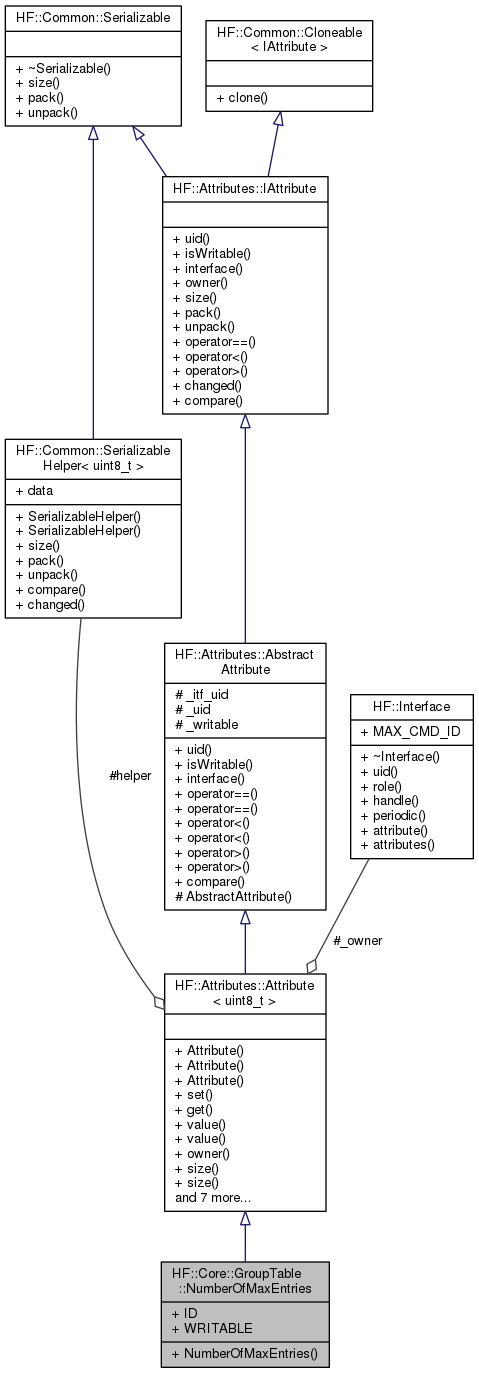 HF::Common::Serializable
+ ~Serializable()
+ size()
+ pack()
+ unpack()
HF::Common::Cloneable
< IAttribute >
+ clone()
HF::Attributes::IAttribute
+ uid()
+ isWritable()
+ interface()
+ owner()
+ size()
+ pack()
+ unpack()
+ operator==()
+ operator<()
+ operator>()
+ changed()
+ compare()
HF::Common::Serializable
Helper< uint8_t >
+ data
+ SerializableHelper()
+ SerializableHelper()
+ size()
+ pack()
+ unpack()
+ compare()
+ changed()
HF::Attributes::Abstract
Attribute
# _itf_uid
# _uid
# _writable
+ uid()
+ isWritable()
+ interface()
+ operator==()
+ operator==()
+ operator<()
+ operator<()
+ operator>()
+ operator>()
+ compare()
# AbstractAttribute()
HF::Interface
+ MAX_CMD_ID
+ ~Interface()
+ uid()
+ role()
+ handle()
+ periodic()
+ attribute()
+ attributes()
#helper
#_owner
HF::Attributes::Attribute
< uint8_t >
+ Attribute()
+ Attribute()
+ Attribute()
+ set()
+ get()
+ value()
+ value()
+ owner()
+ size()
+ size()
and 7 more...
HF::Core::GroupTable
::NumberOfMaxEntries
+ ID
+ WRITABLE
+ NumberOfMaxEntries()